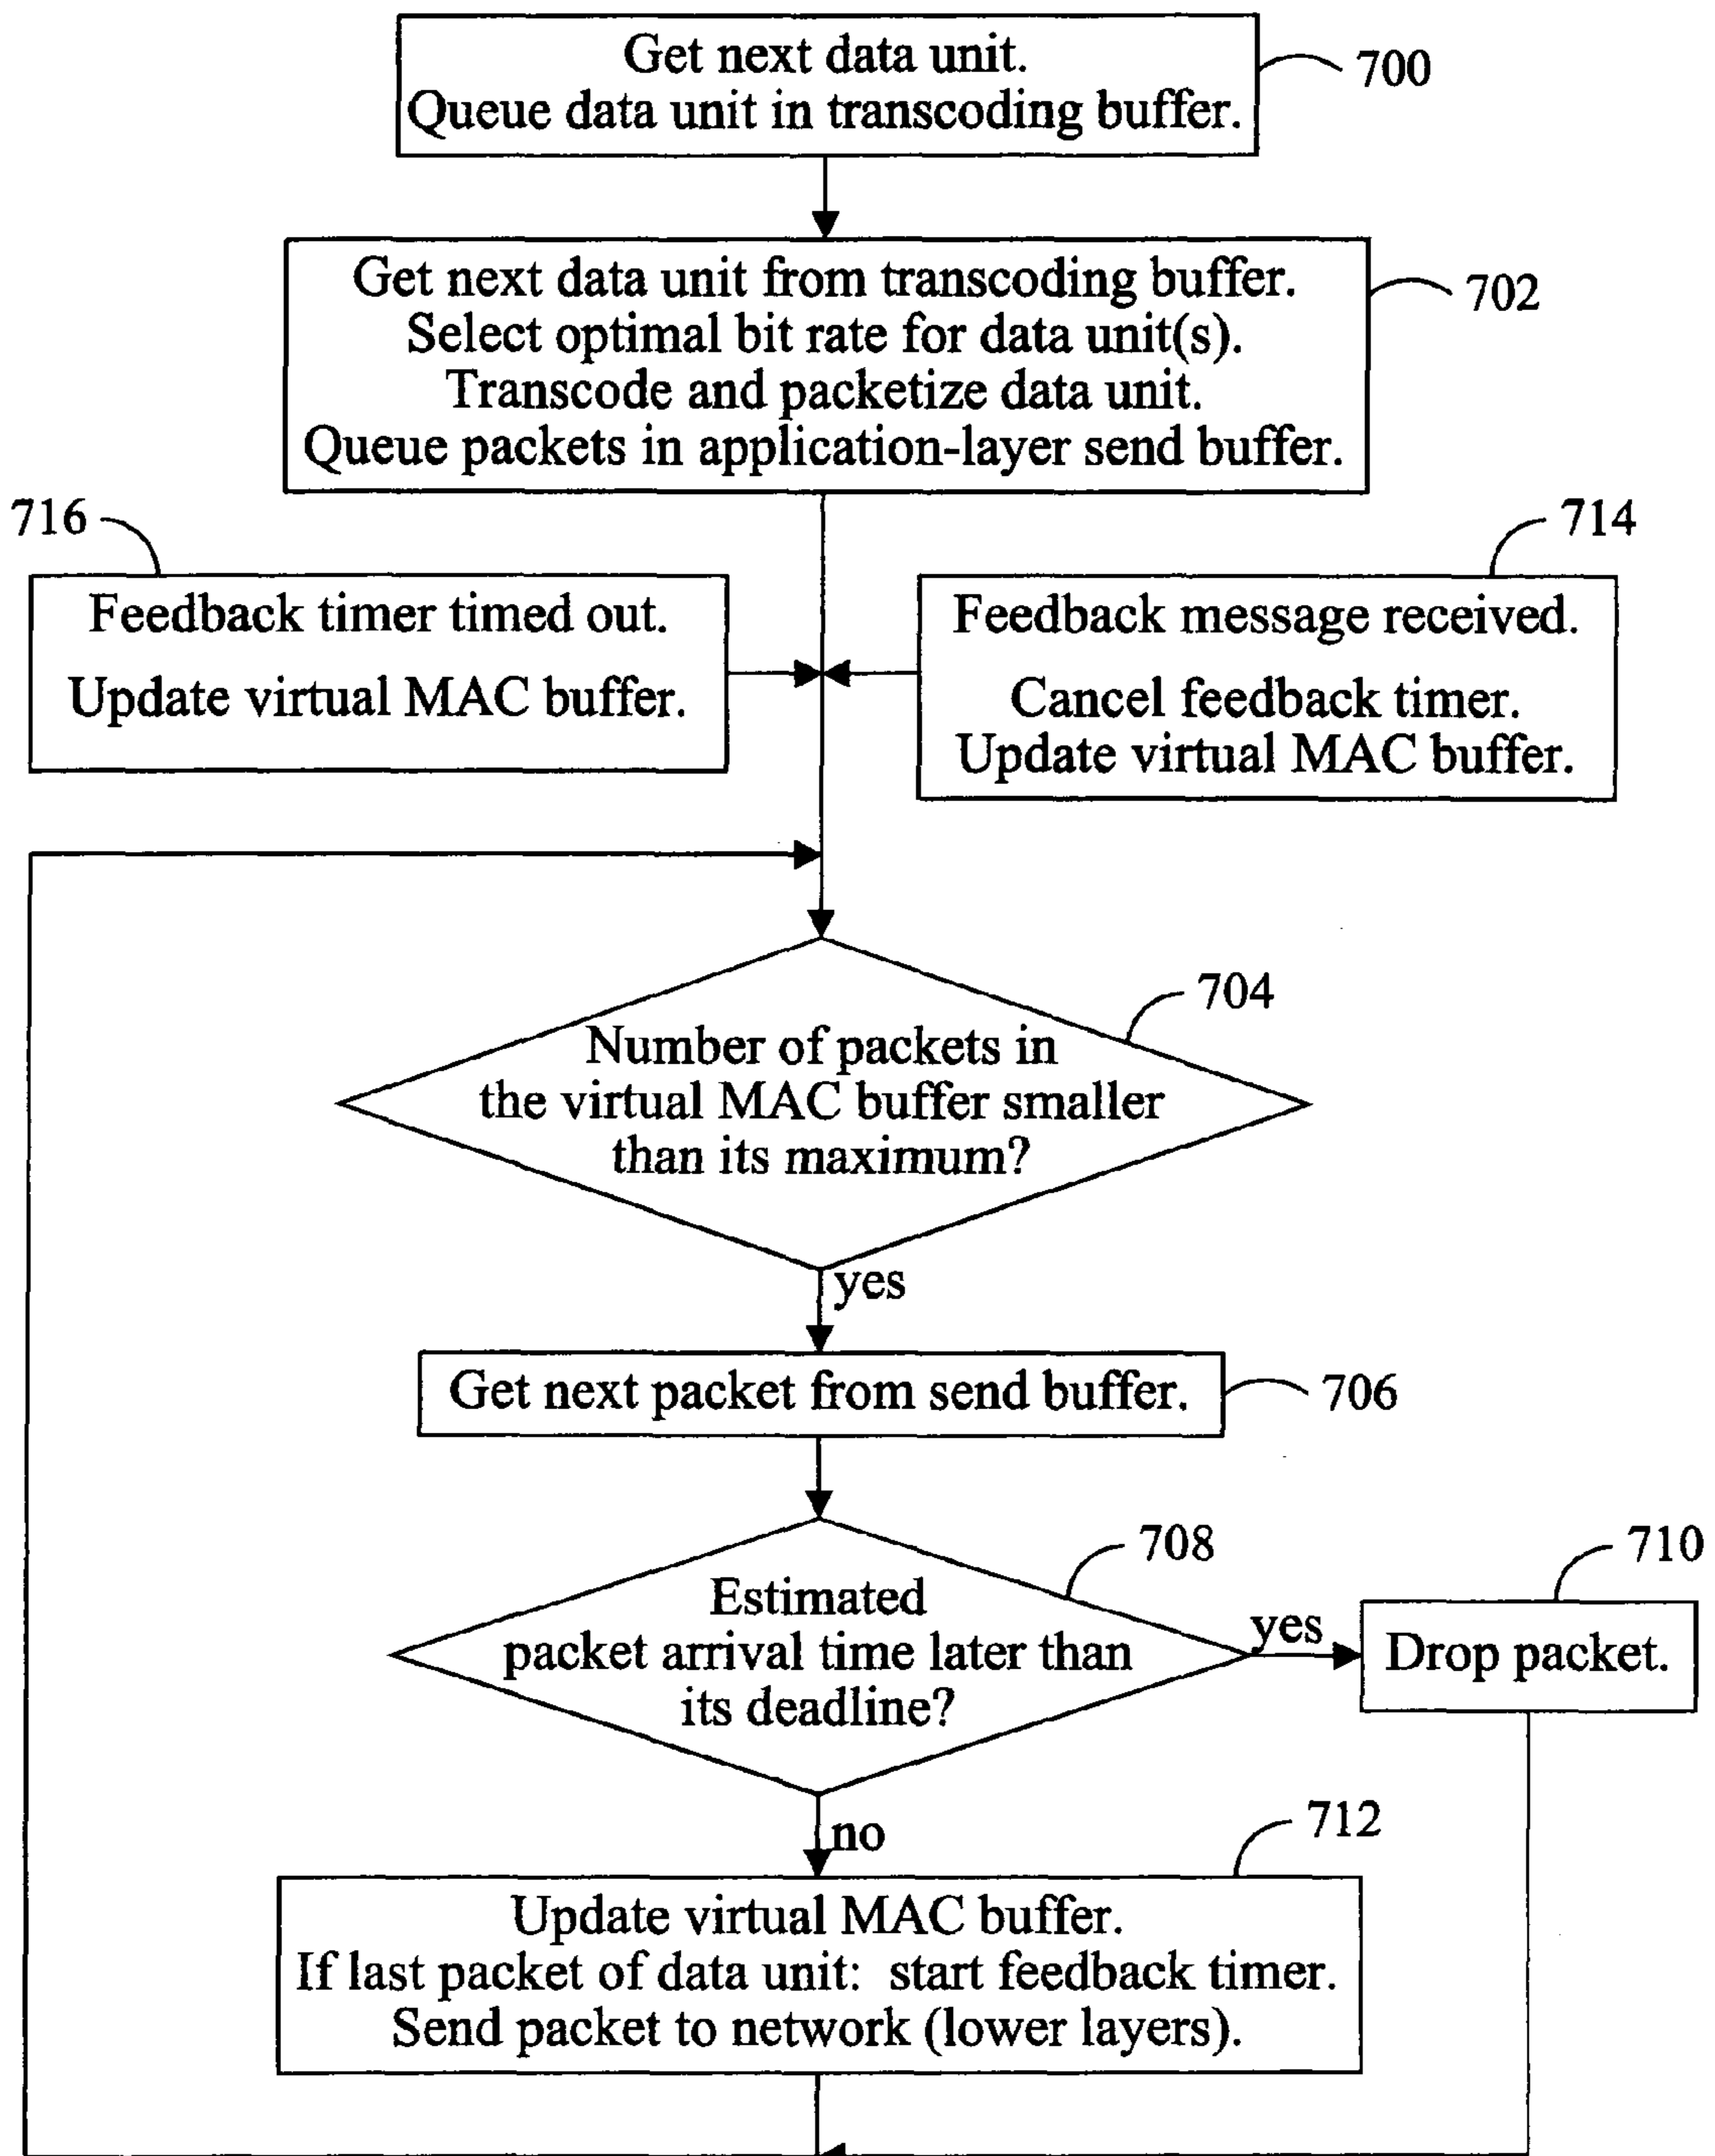 Get next data unit.
Queue data unit in transcoding buffer.
700
Get next data unit from transcoding buffer.
Select optimal bit rate for data unit(s).
Transcode and packetize data unit.
Queue packets in application-layer send buffer.
702
716
Feedback timer timed out.
Update virtual MAC buffer.
714
Feedback message received.
Cancel feedback timer.
Update virtual MAC buffer.
704
Number of packets in
the virtual MAC buffer smaller
than its maximum?
yes
Get next packet from send buffer.
706
708
Estimated
packet arrival time later than
its deadline?
yes
710
Drop packet.
no
712
Update virtual MAC buffer.
If last packet of data unit: start feedback timer.
Send packet to network (lower layers).